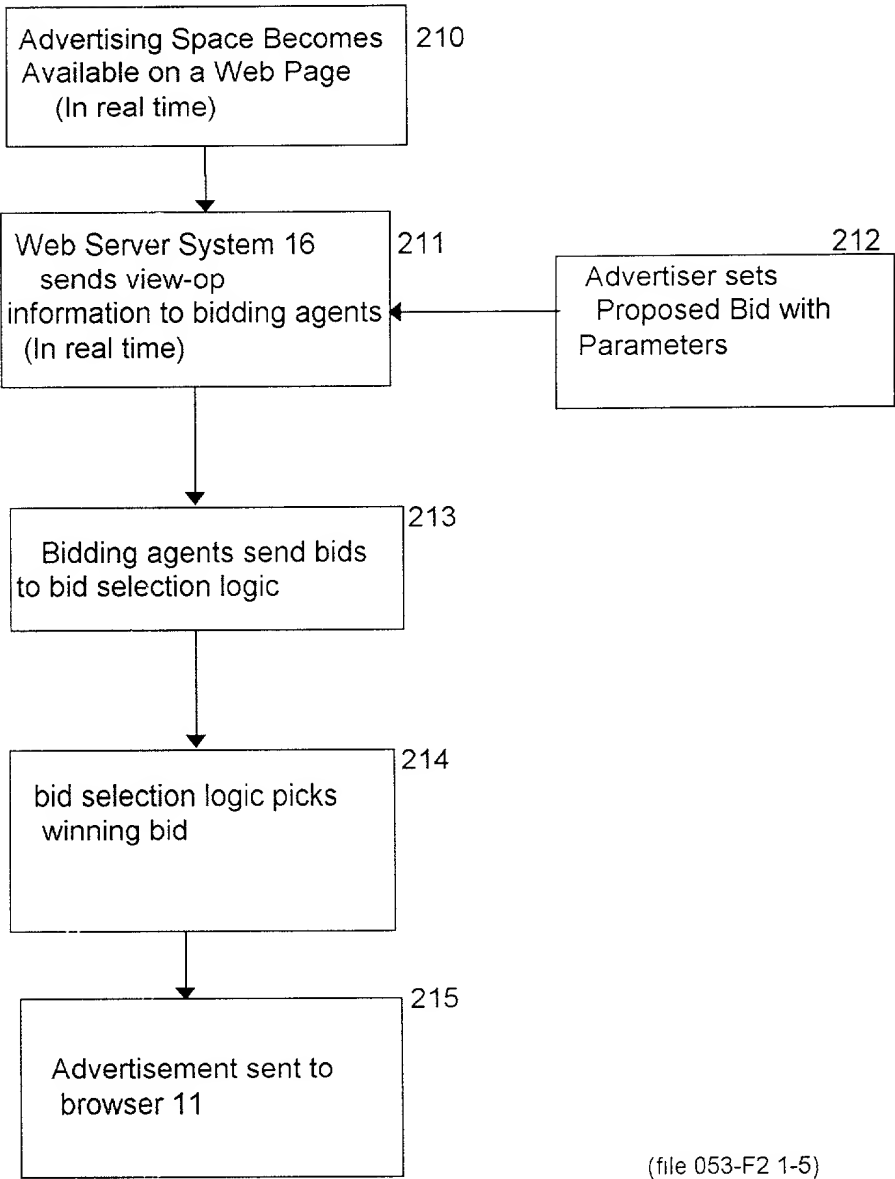 Advertising Space Becomes
Available on a Web Page
(In real time)
210
Web Server System 16
sends view-op
information to bidding agents
(In real time)
211
212
Advertiser sets
Proposed Bid with
Parameters
213
Bidding agents send bids
to bid selection logic
214
bid selection logic picks
winning bid
215
Advertisement sent to
browser 11
(file 053-F2 1-5)